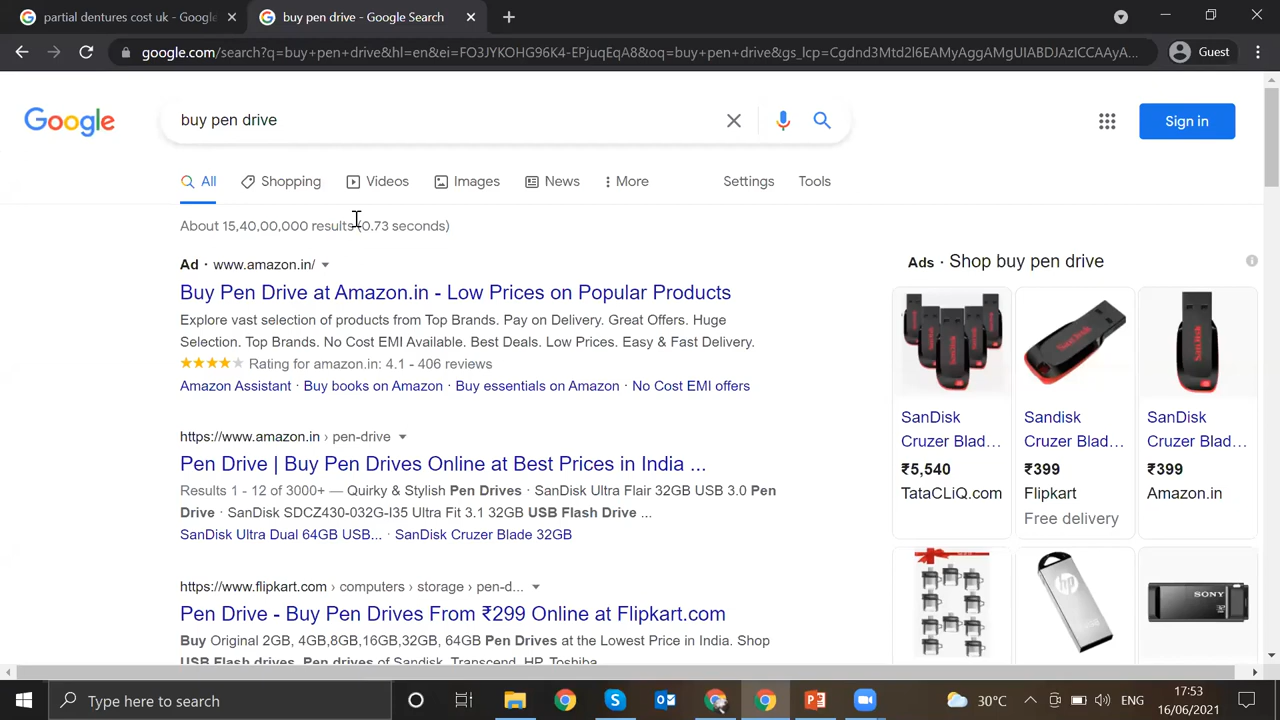 partial dentures cost uk - Google
buy pen drive - Google Search
google.com/search?q=buy+pen+drive&hl=en&ei=FO3JYKOHG96K4-EPjuqEqA8&oq=buy+pen+drive&gs_lcp=Cgdnd3Mtd2l6EAMyAggAMgUIABDJAzICCAAyA...
Guest
Google
buy pen drive
Sign in
All
Shopping
Videos
Images
News
More
Settings
Tools
About 15,40,00,000 results (0.73 seconds)
Ad · www.amazon.in/
Buy Pen Drive at Amazon.in - Low Prices on Popular Products
Explore vast selection of products from Top Brands. Pay on Delivery. Great Offers. Huge
Selection. Top Brands. No Cost EMI Available. Best Deals. Low Prices. Easy & Fast Delivery.
Rating for amazon.in: 4.1 - 406 reviews
Amazon Assistant · Buy books on Amazon · Buy essentials on Amazon · No Cost EMI offers
https://www.amazon.in › pen-drive
Pen Drive | Buy Pen Drives Online at Best Prices in India ...
Results 1 - 12 of 3000+ — Quirky & Stylish Pen Drives · SanDisk Ultra Flair 32GB USB 3.0 Pen
Drive · SanDisk SDCZ430-032G-I35 Ultra Fit 3.1 32GB USB Flash Drive ...
SanDisk Ultra Dual 64GB USB... · SanDisk Cruzer Blade 32GB
https://www.flipkart.com › computers › storage › pen-d...
Pen Drive - Buy Pen Drives From ₹299 Online at Flipkart.com
Buy Original 2GB, 4GB,8GB,16GB,32GB, 64GB Pen Drives at the Lowest Price in India. Shop
USB Flash drives, Pen drives of Sandisk, Transcend, HP, Toshiba
Ads · Shop buy pen drive
SanDisk
Cruzer Blad...
₹5,540
TataCLiQ.com
Sandisk
Cruzer Blad...
₹399
Flipkart
Free delivery
SanDisk
Cruzer Blad...
₹399
Amazon.in
hp
SONY
Type here to search
30°C
ENG
17:53
16/06/2021